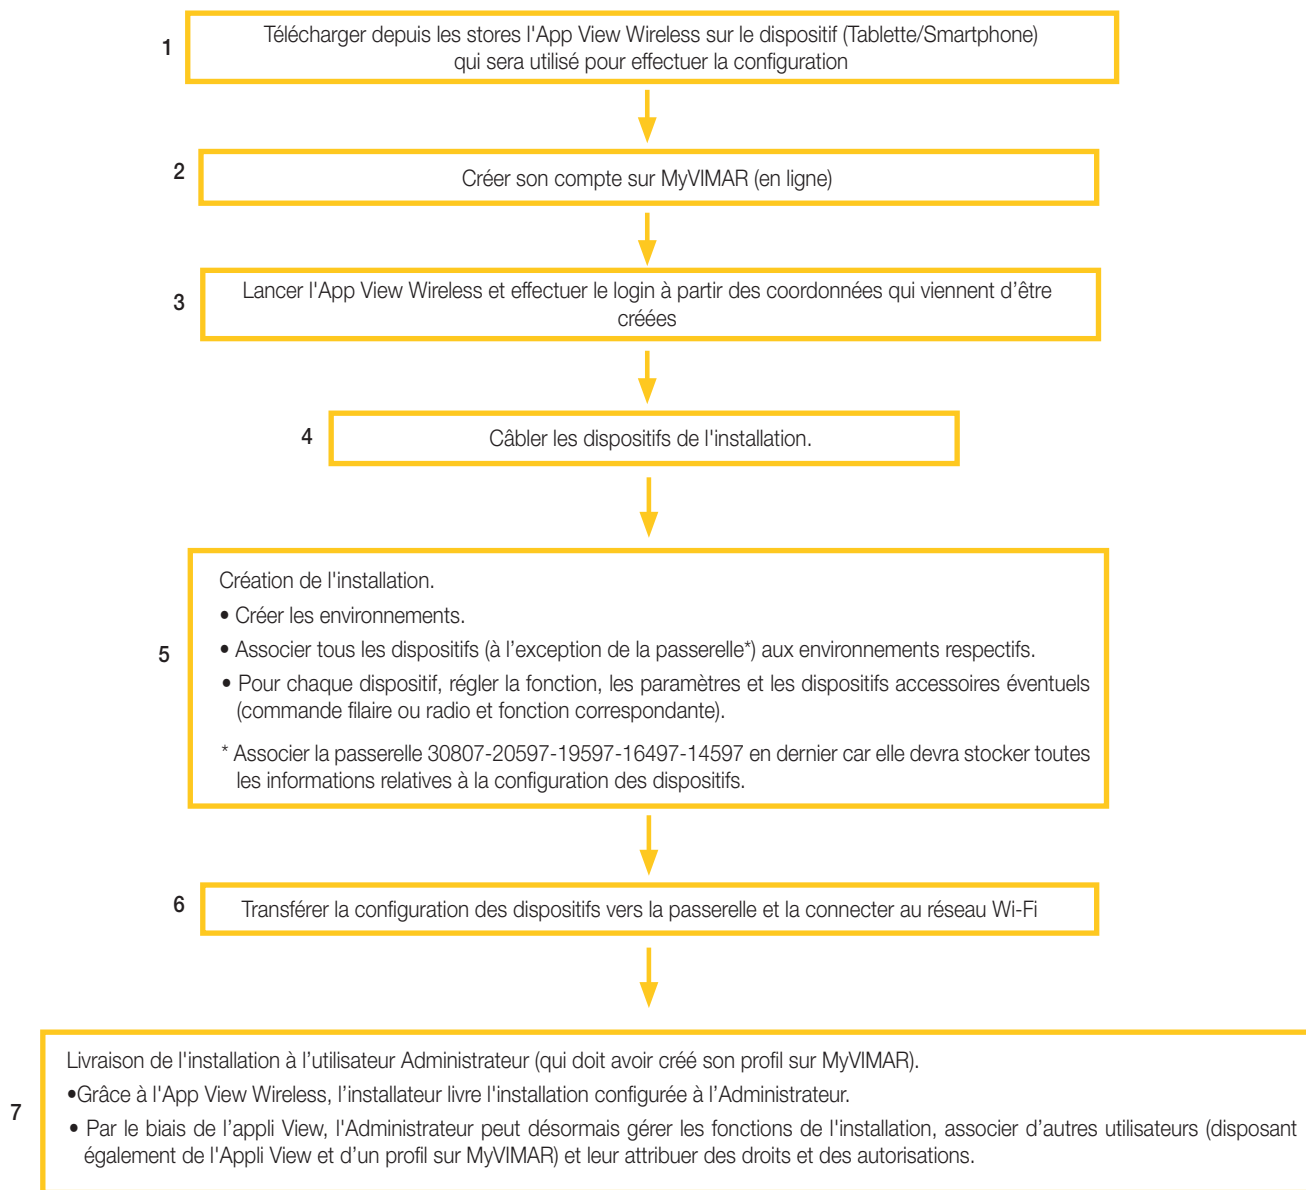 1
Télécharger depuis les stores l'App View Wireless sur le dispositif (Tablette/Smartphone)
qui sera utilisé pour effectuer la configuration
2
Créer son compte sur MyVIMAR (en ligne)
3
Lancer l'App View Wireless et effectuer le login à partir des coordonnées qui viennent d’être
créées
4
Câbler les dispositifs de l'installation.
5
Création de l'installation.
• Créer les environnements.
• Associer tous les dispositifs (à l’exception de la passerelle*) aux environnements respectifs.
• Pour chaque dispositif, régler la fonction, les paramètres et les dispositifs accessoires éventuels
(commande filaire ou radio et fonction correspondante).
* Associer la passerelle 30807-20597-19597-16497-14597 en dernier car elle devra stocker toutes
les informations relatives à la configuration des dispositifs.
6
Transférer la configuration des dispositifs vers la passerelle et la connecter au réseau Wi-Fi
7
Livraison de l'installation à l’utilisateur Administrateur (qui doit avoir créé son profil sur MyVIMAR).
•Grâce à l'App View Wireless, l’installateur livre l'installation configurée à l’Administrateur.
• Par le biais de l’appli View, l'Administrateur peut désormais gérer les fonctions de l'installation, associer d’autres utilisateurs (disposant
également de l'Appli View et d’un profil sur MyVIMAR) et leur attribuer des droits et des autorisations.